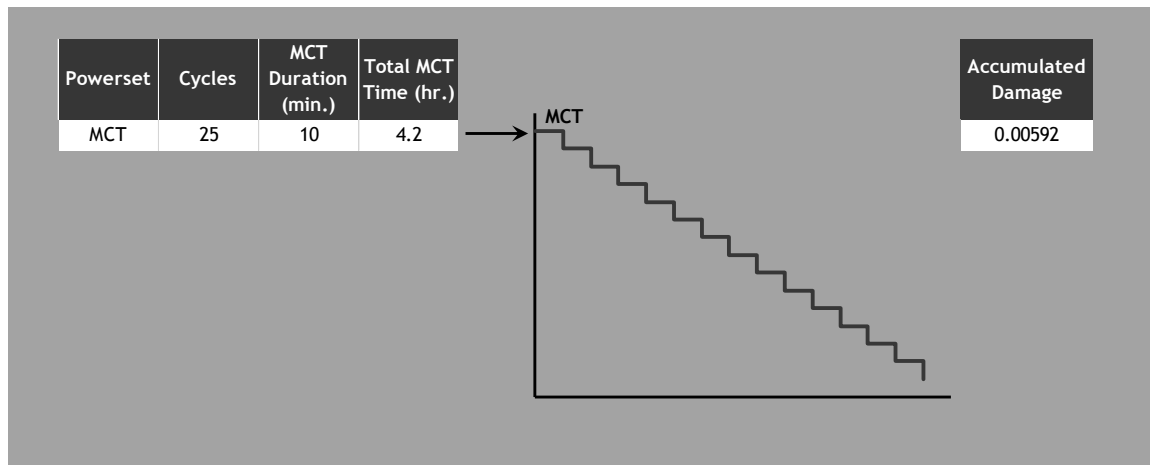 Powerset Cycles MCT Duration (min.) Total MCT Time (hr.)
MCT 25 10 4.2
MCT
Accumulated Damage
0.00592